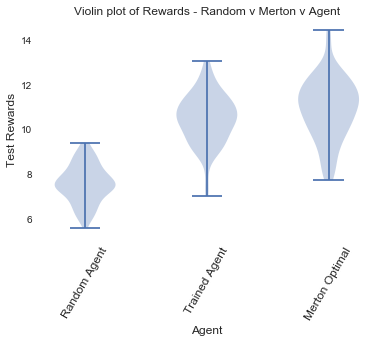 Violin plot of Rewards - Random v Merton v Agent
14
12
10
8
6
Test Rewards
Random Agent
Trained Agent
Merton Optimal
Agent